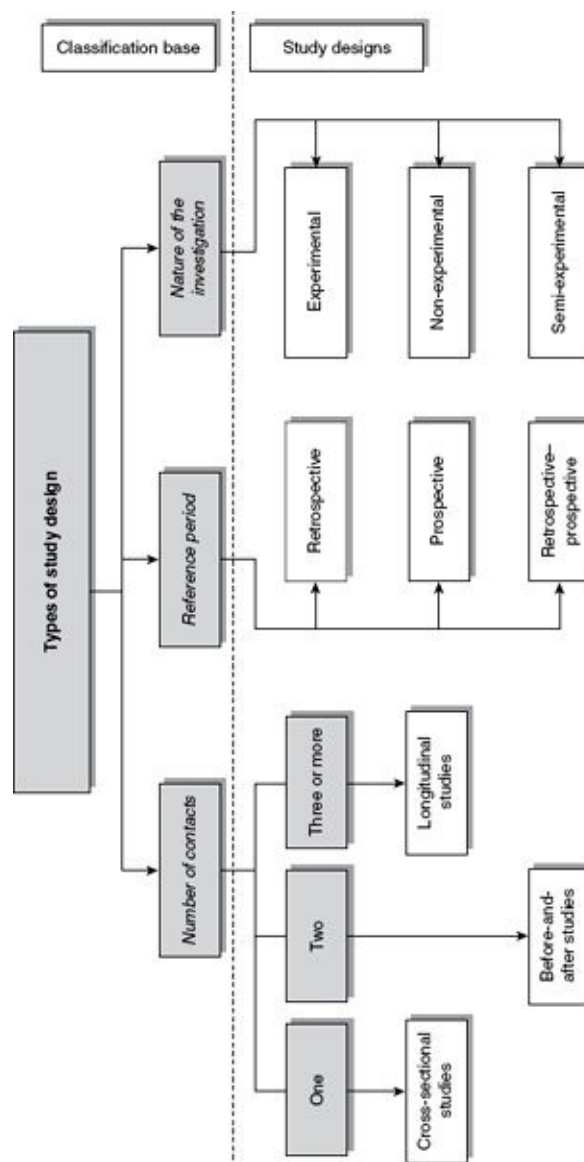 Types of study design
Number of contacts
Reference period
Nature of the
investigation
Classification base
One
Two
Three or more
Study designs
Cross-sectional
studies
Before-and-
after studies
Longitudinal
studies
Retrospective
Prospective
Retrospective–
prospective
Experimental
Non-experimental
Semi-experimental